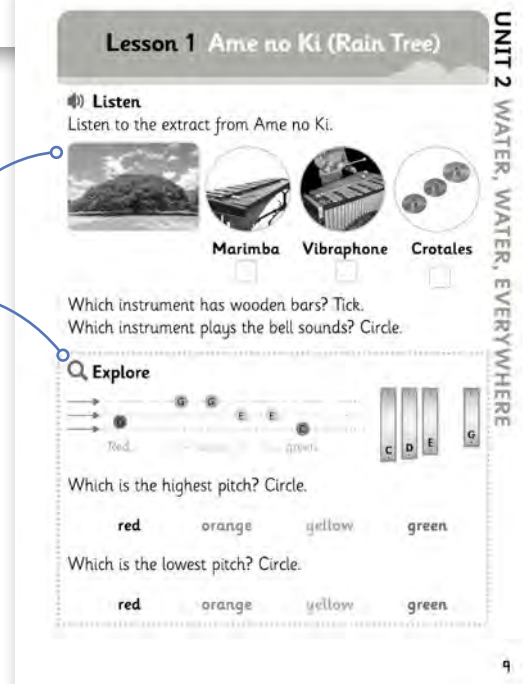 Lesson 1 Ame no Ki (Rain Tree)
Listen
Listen to the extract from Ame no Ki.
Marimba Vibraphone Crotales
Which instrument has wooden bars? Tick.
Which instrument plays the bell sounds? Circle.
Explore
G G
E E
C D E G
Red green
Which is the highest pitch? Circle.
red orange yellow green
Which is the lowest pitch? Circle.
red orange yellow green
UNIT 2 WATER, WATER, EVERYWHERE
9